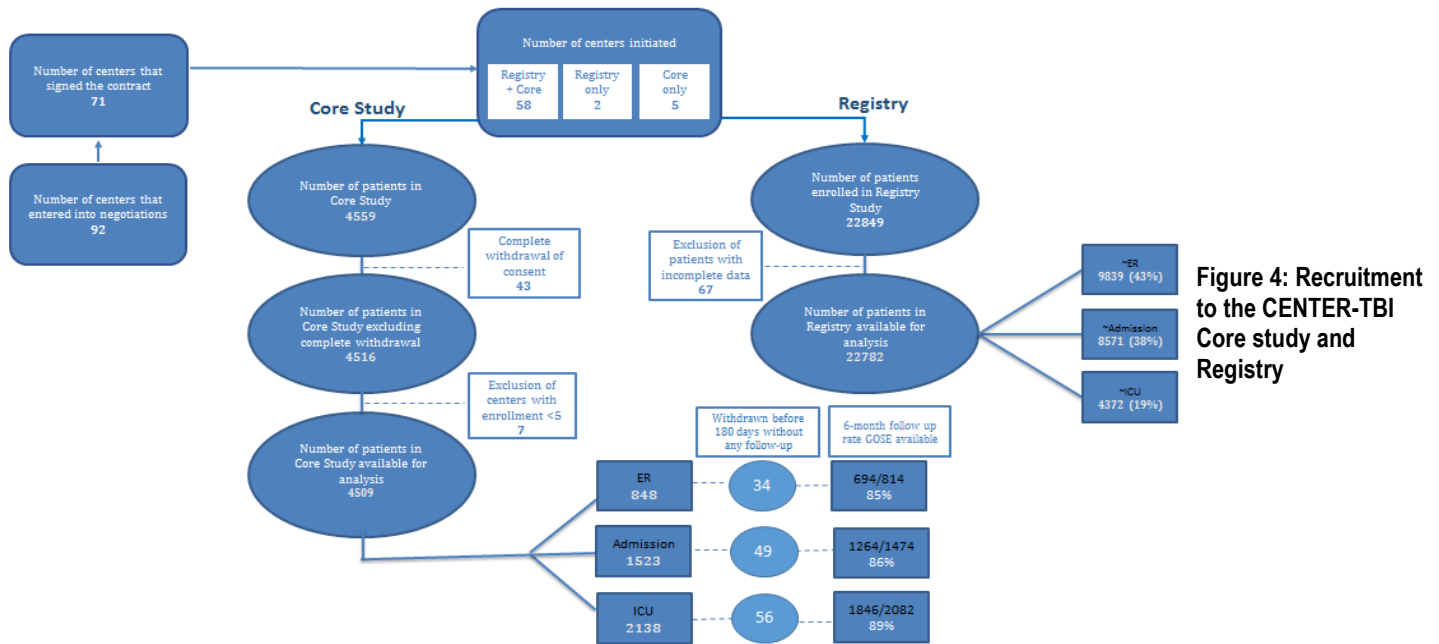 Number of centers that
signed the contract
71
Number of centers that
entered into negotiations
92
Number of centers initiated
Registry
+ Core
58
Registry
only
2
Core
only
5
Core Study
Registry
Number of patients in
Core Study
4559
Complete
withdrawal of
consent
43
Number of patients in
Core Study excluding
complete withdrawal
4516
Exclusion of
centers with
enrollment <5
7
Number of patients in
Core Study available for
analysis
4509
Number of patients
enrolled in Registry
Study
22849
Exclusion of
patients with
incomplete data
67
Number of patients in
Registry available for
analysis
22782
~ER
9839 (43%)
~Admission
8571 (38%)
~ICU
4372 (19%)
Withdrawn before
180 days without
any follow-up
6-month follow up
rate GOSE available
ER
848
34
694/814
85%
Admission
1523
49
1264/1474
86%
ICU
2138
56
1846/2082
89%
Figure 4: Recruitment
to the CENTER-TBI
Core study and
Registry